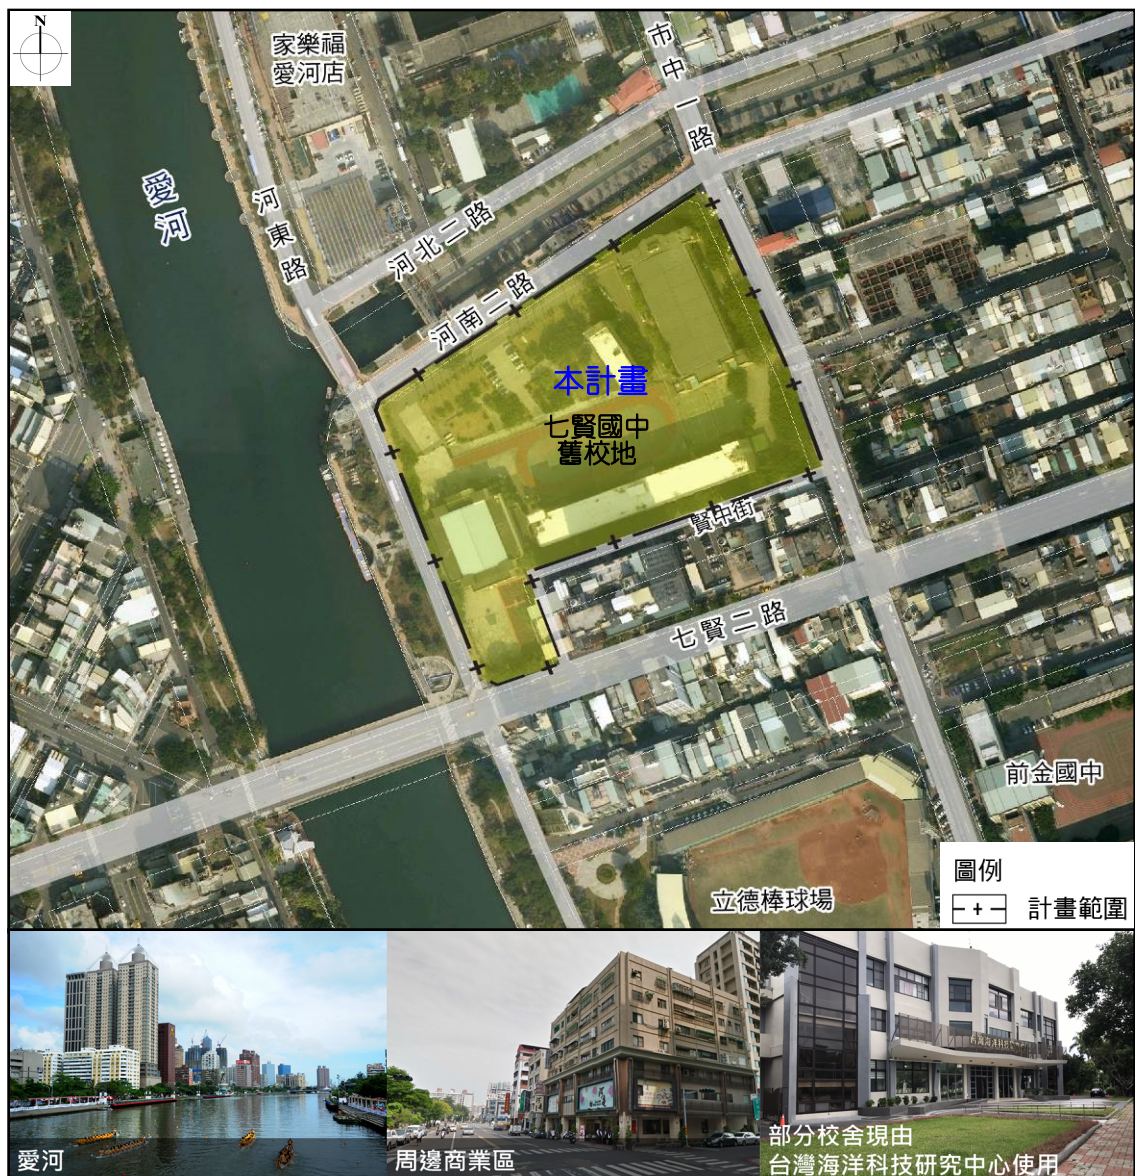 N
家樂福
愛河店
市中一路
愛河
河東路
河北二路
河南二路
本計畫
七賢國中
舊校地
賢中街
七賢二路
前金國中
立德棒球場
圖例
計畫範圍
愛河
周邊商業區
部分校舍現由
台灣海洋科技研究中心使用